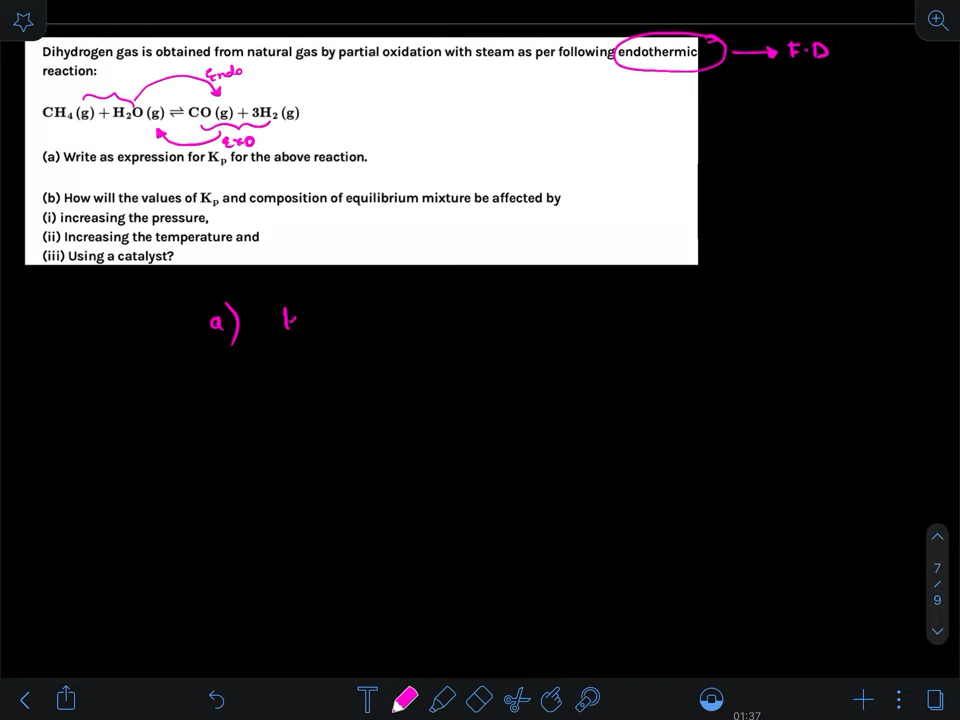 Dihydrogen gas is obtained from natural gas by partial oxidation with steam as per following endothermic → F.D
reaction:
Endo
CH₄ (g) + H₂O (g) ⇌ CO (g) + 3H₂ (g)
exo
(a) Write as expression for Kₚ for the above reaction.
(b) How will the values of Kₚ and composition of equilibrium mixture be affected by
(i) increasing the pressure,
(ii) Increasing the temperature and
(iii) Using a catalyst?
a)
7
/
9
T
01:37